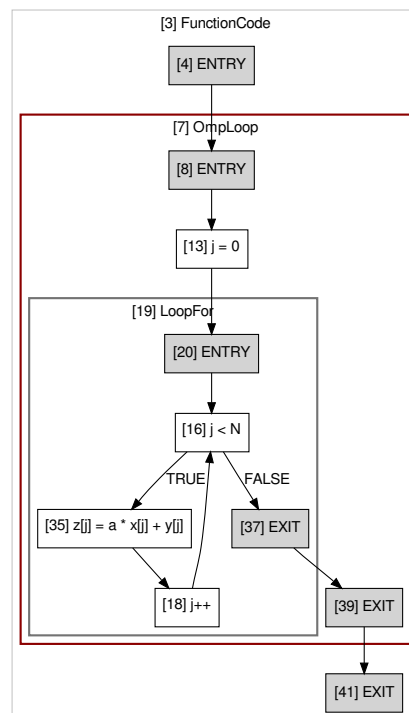 [3] FunctionCode
[4] ENTRY
[7] OmpLoop
[8] ENTRY
[13] j = 0
[19] LoopFor
[20] ENTRY
[16] j < N
TRUE
FALSE
[35] z[j] = a * x[j] + y[j]
[37] EXIT
[18] j++
[39] EXIT
[41] EXIT